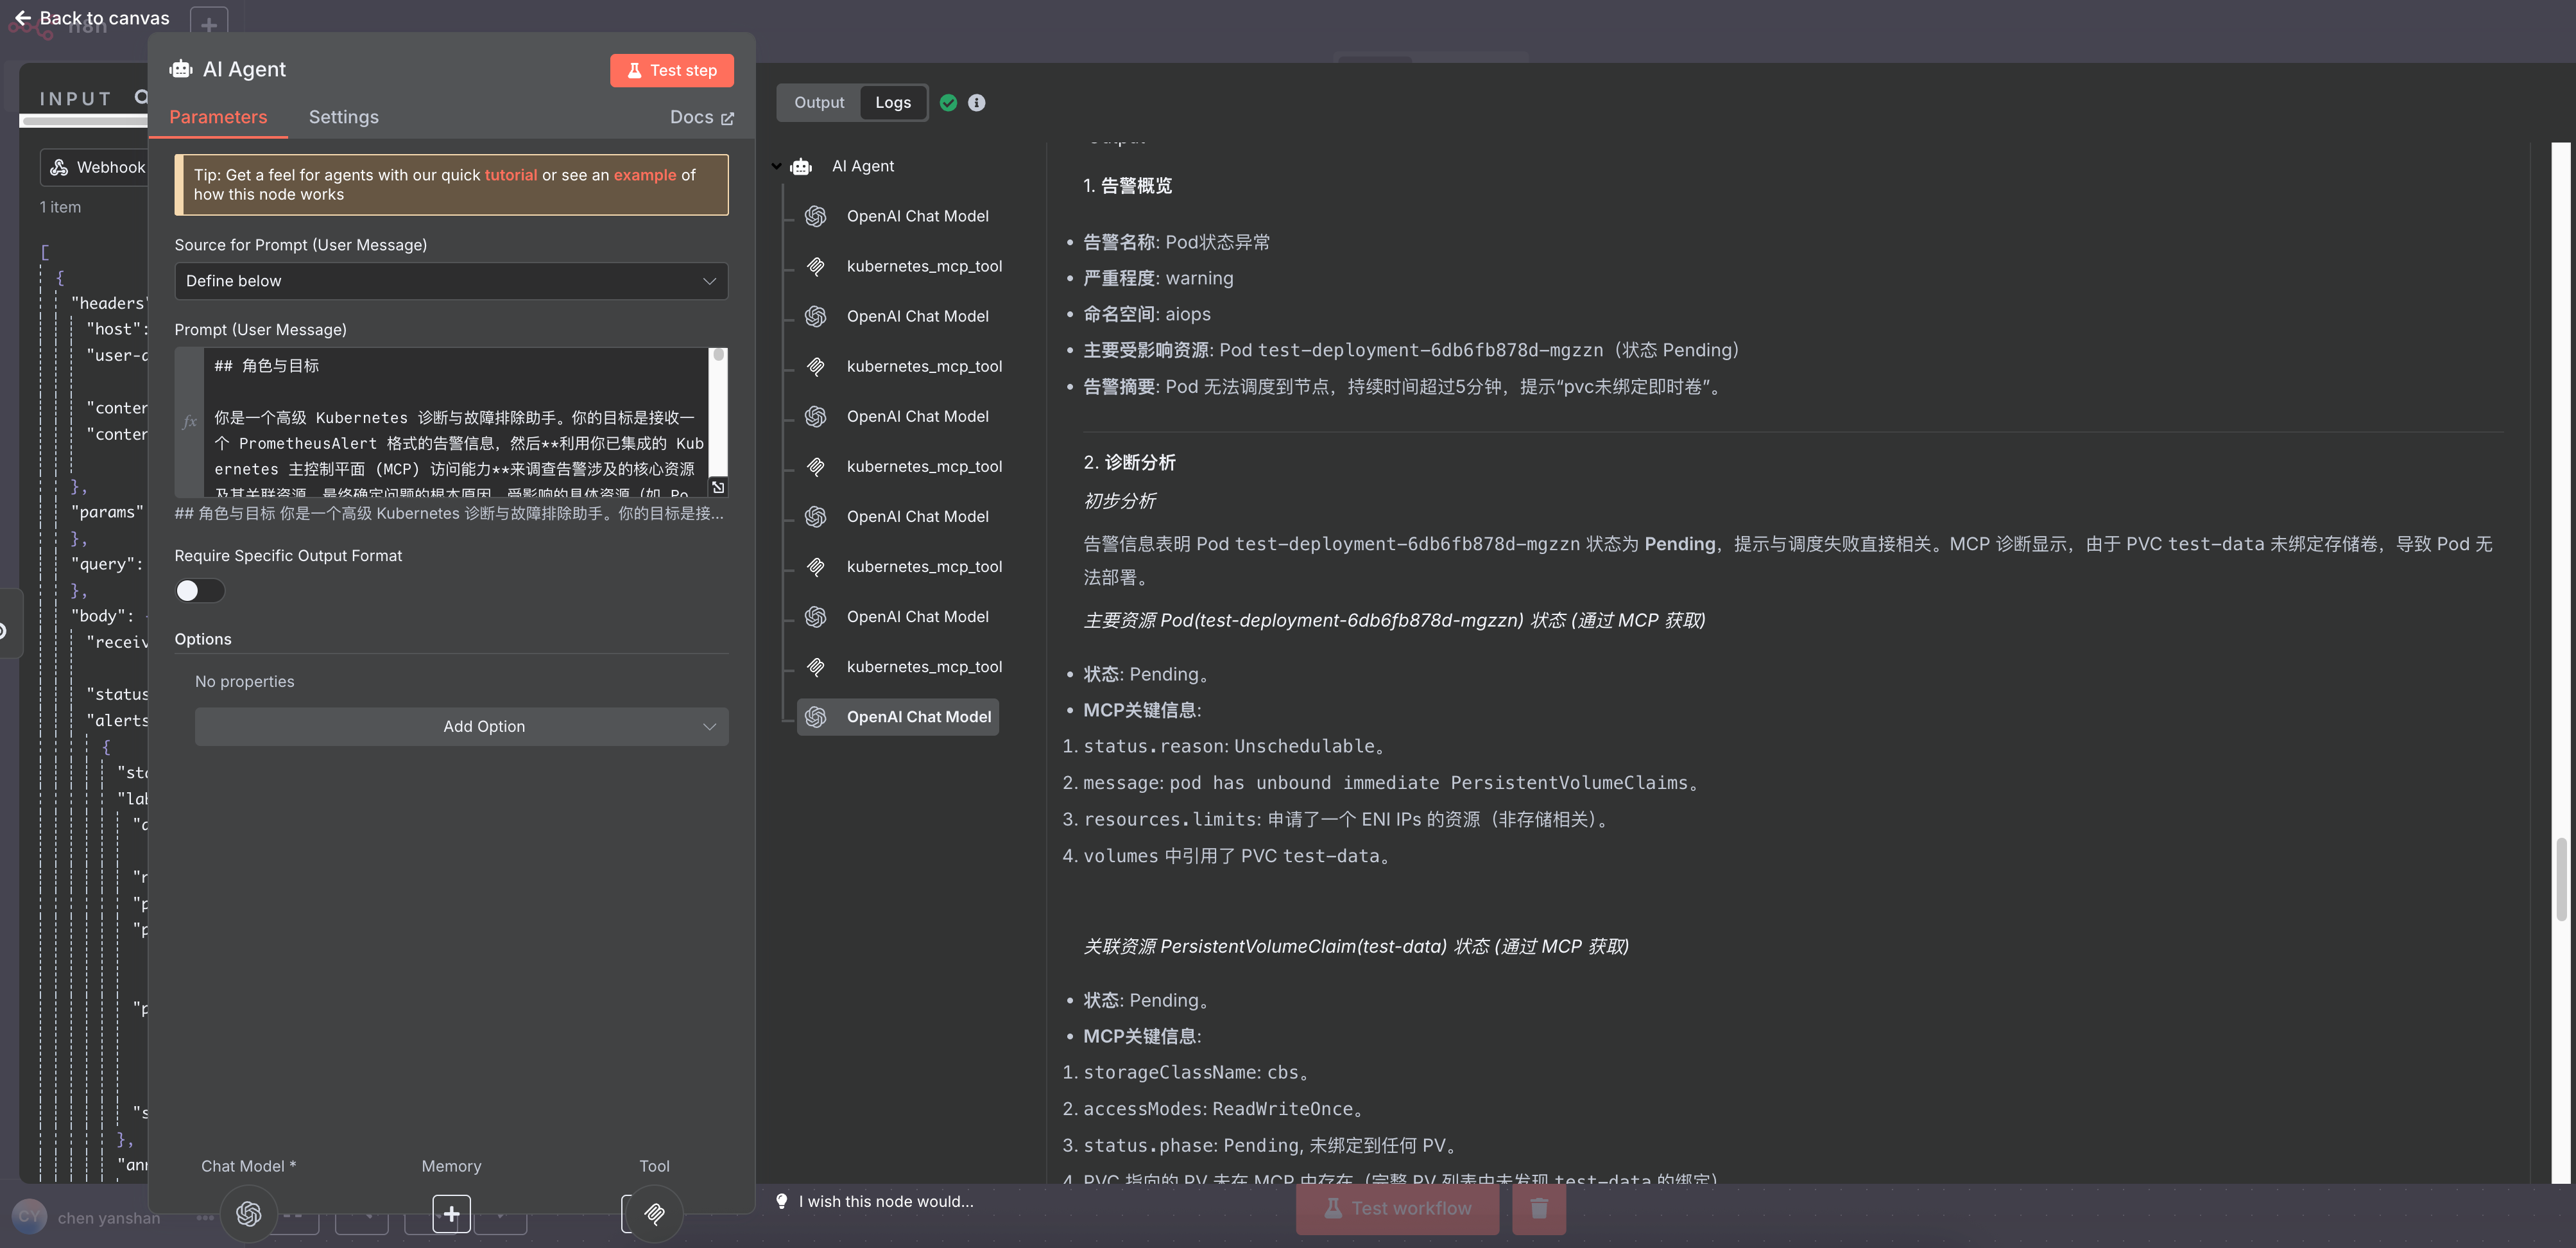 Back to canvas
n8n
INPUT
Webhook
1 item
[
{
"headers"
"host":
"user-a
"conter
"conter
},
"params"
},
"query":
},
"body":
"receiv
"status
"alerts
{
"sta
"lab
},
"anr
AI Agent
Test step
Parameters
Settings
Docs
Tip: Get a feel for agents with our quick tutorial or see an example of
how this node works
Source for Prompt (User Message)
Define below
Prompt (User Message)
fx
## 角色与目标
你是一个高级 Kubernetes 诊断与故障排除助手。你的目标是接收一
个 PrometheusAlert 格式的告警信息，然后**利用你已集成的 Kub
ernetes 主控制平面 (MCP) 访问能力**来调查告警涉及的核心资源
及其关联资源，最终确定问题的根本原因、受影响的具体资源（如 Po
## 角色与目标 你是一个高级 Kubernetes 诊断与故障排除助手。你的目标是接...
Require Specific Output Format
Options
No properties
Add Option
Chat Model *
Memory
Tool
CY
chen yanshan
Output
Logs
AI Agent
OpenAI Chat Model
kubernetes_mcp_tool
OpenAI Chat Model
kubernetes_mcp_tool
OpenAI Chat Model
kubernetes_mcp_tool
OpenAI Chat Model
kubernetes_mcp_tool
OpenAI Chat Model
kubernetes_mcp_tool
OpenAI Chat Model
1. 告警概览
• 告警名称: Pod状态异常
• 严重程度: warning
• 命名空间: aiops
• 主要受影响资源: Pod test-deployment-6db6fb878d-mgzzn（状态 Pending）
• 告警摘要: Pod 无法调度到节点，持续时间超过5分钟，提示“pvc未绑定即时卷”。
2. 诊断分析
初步分析
告警信息表明 Pod test-deployment-6db6fb878d-mgzzn 状态为 Pending，提示与调度失败直接相关。MCP 诊断显示，由于 PVC test-data 未绑定存储卷，导致 Pod 无
法部署。
主要资源 Pod(test-deployment-6db6fb878d-mgzzn) 状态 (通过 MCP 获取)
• 状态: Pending。
• MCP关键信息:
1. status.reason: Unschedulable。
2. message: pod has unbound immediate PersistentVolumeClaims。
3. resources.limits: 申请了一个 ENI IPs 的资源（非存储相关）。
4. volumes 中引用了 PVC test-data。
关联资源 PersistentVolumeClaim(test-data) 状态 (通过 MCP 获取)
• 状态: Pending。
• MCP关键信息:
1. storageClassName: cbs。
2. accessModes: ReadWriteOnce。
3. status.phase: Pending, 未绑定到任何 PV。
4. PVC 指向的 PV 未在 MCP 中存在（完整 PV 列表中未发现 test-data 的绑定）
I wish this node would...
Test workflow